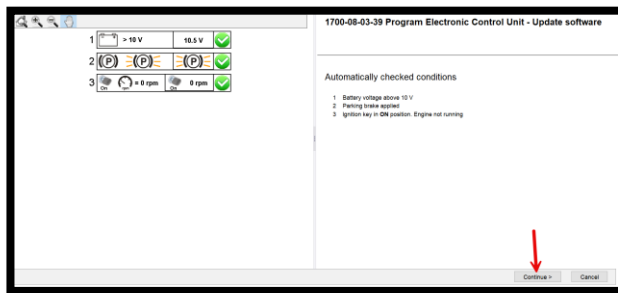 1700-08-03-39 Program Electronic Control Unit - Update software
1 > 10 V 10.5 V
2 (P) (P) (P)
3 On rpm = 0 rpm On 0 rpm
Automatically checked conditions
1 Battery voltage above 10 V
2 Parking brake applied
3 Ignition key in ON position. Engine not running
Continue > Cancel